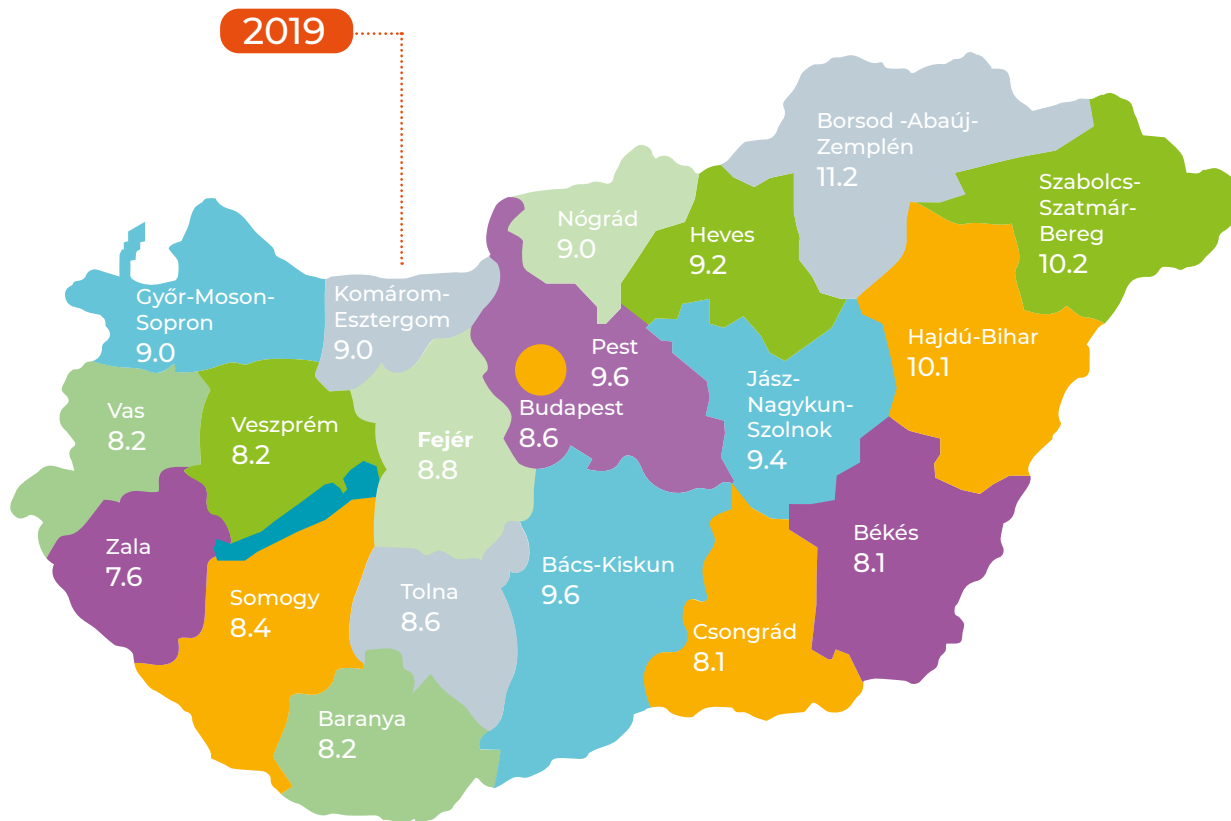 2019
Borsod -Abaúj-
Zemplén
11.2
Szabolcs-
Szatmár-
Bereg
10.2
Nógrád
9.0
Heves
9.2
Győr-Moson-
Sopron
9.0
Komárom-
Esztergom
9.0
Hajdú-Bihar
10.1
Pest
9.6
Budapest
8.6
Jász-
Nagykun-
Szolnok
9.4
Vas
8.2
Veszprém
8.2
Fejér
8.8
Békés
8.1
Zala
7.6
Somogy
8.4
Tolna
8.6
Bács-Kiskun
9.6
Csongrád
8.1
Baranya
8.2